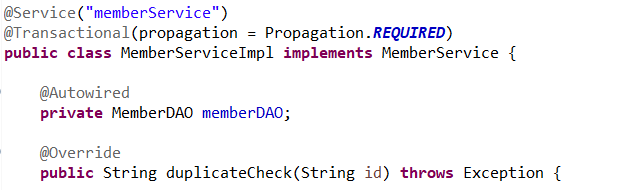 @Service("memberService")
@Transactional(propagation = Propagation.REQUIRED)
public class MemberServiceImpl implements MemberService {
@Autowired
private MemberDAO memberDAO;
@Override
public String duplicateCheck(String id) throws Exception {